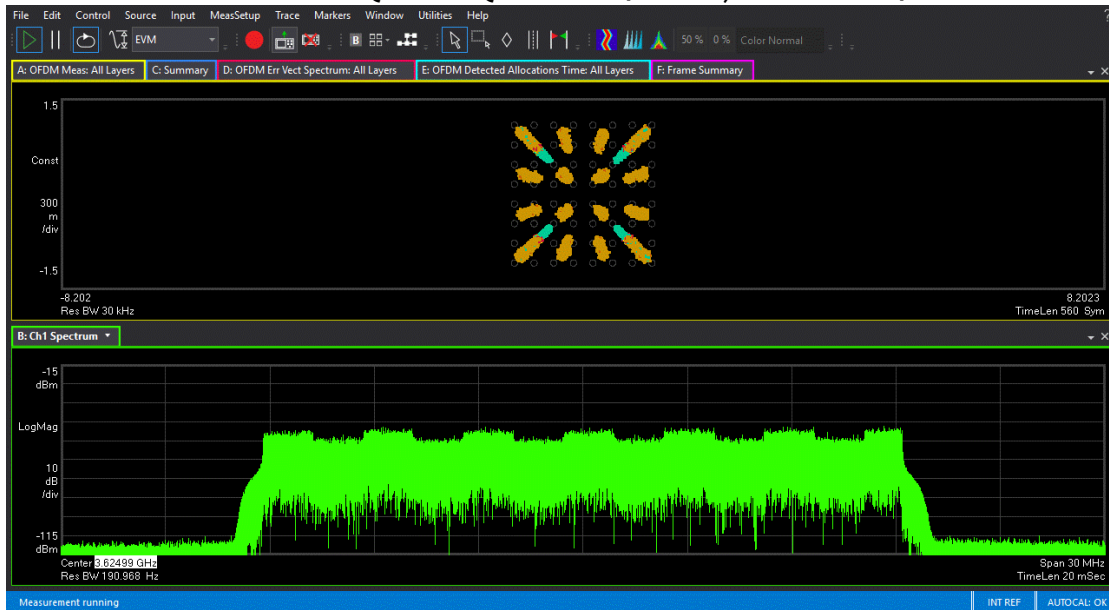 File Edit Control Source Input MeasSetup Trace Markers Window Utilities Help
EVM
B
50 % 0 % Color Normal
A: OFDM Meas: All Layers C: Summary D: OFDM Err Vect Spectrum: All Layers E: OFDM Detected Allocations Time: All Layers F: Frame Summary
1.5
Const
300
m
/div
-1.5
-8.202 8.2023
Res BW 30 kHz TimeLen 560 Sym
B: Ch1 Spectrum
-15
dBm
LogMag
10
dB
/div
-115
dBm
Center 3.62499 GHz Span 30 MHz
Res BW 190.968 Hz TimeLen 20 mSec
Measurement running INT REF AUTOCAL: OK